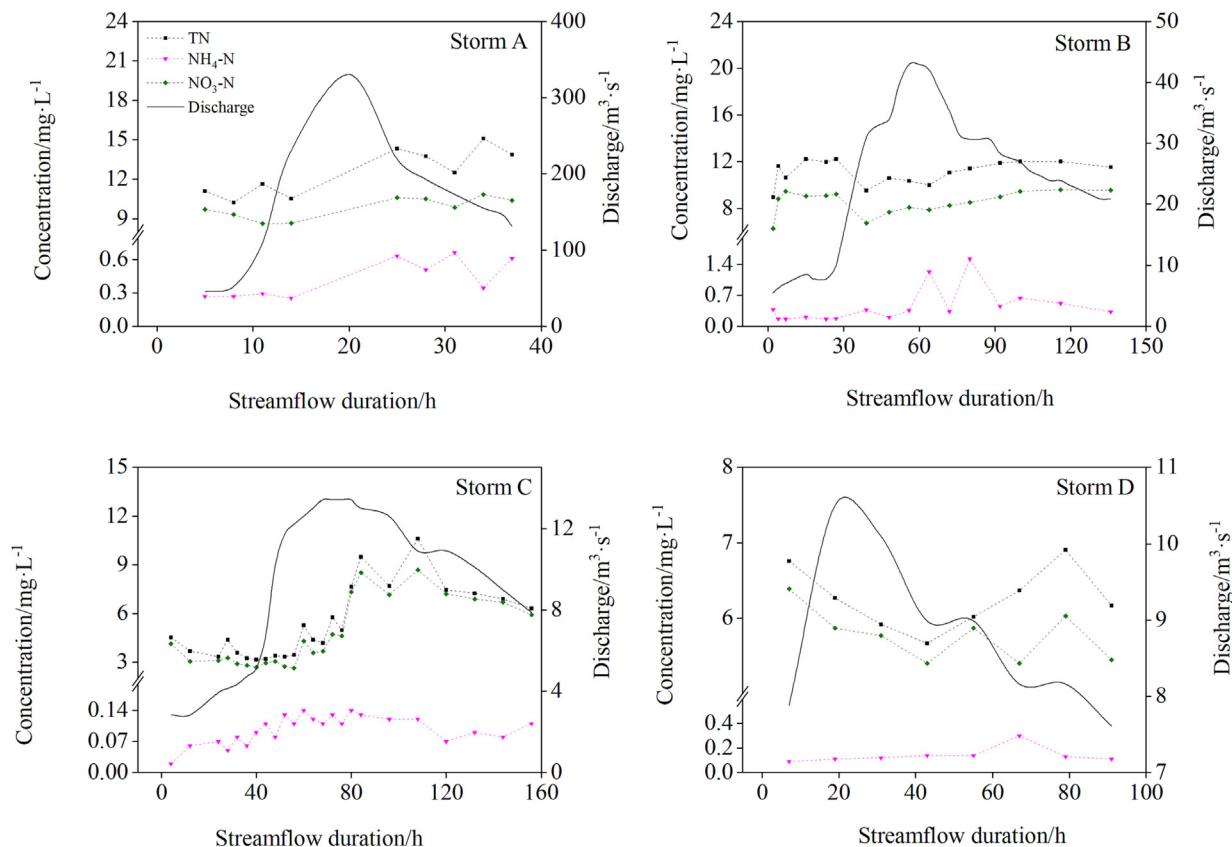 24
21
18
15
12
9
0.6
0.3
0.0
Concentration/mg·L⁻¹
TN
NH₄-N
NO₃-N
Discharge
Storm A
400
300
200
100
0
Discharge/m³·s⁻¹
0 10 20 30 40
Streamflow duration/h
24
20
16
12
8
1.4
0.7
0.0
Concentration/mg·L⁻¹
Storm B
50
40
30
20
10
0
Discharge/m³·s⁻¹
0 30 60 90 120 150
Streamflow duration/h
15
12
9
6
3
0.14
0.07
0.00
Concentration/mg·L⁻¹
Storm C
12
8
4
0
Discharge/m³·s⁻¹
0 40 80 120 160
Streamflow duration/h
8
7
6
0.4
0.2
0.0
Concentration/mg·L⁻¹
Storm D
11
10
9
8
7
Discharge/m³·s⁻¹
0 20 40 60 80 100
Streamflow duration/h